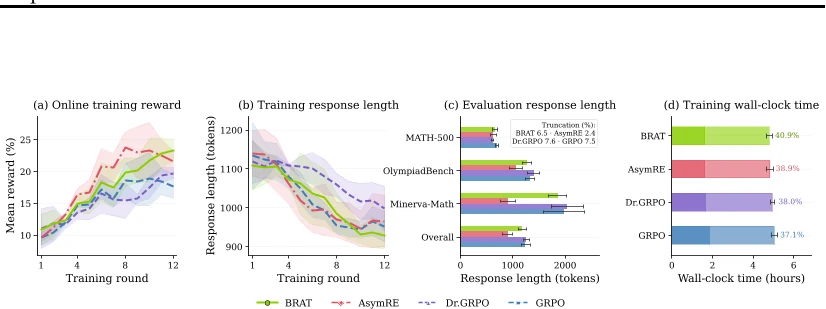 (a) Online training reward
Mean reward (%)
25
20
15
10
1
4
8
12
Training round
(b) Training response length
Response length (tokens)
1200
1100
1000
900
1
4
8
12
Training round
(c) Evaluation response length
Truncation (%):
BRAT 6.5 · AsymRE 2.4
Dr.GRPO 7.6 · GRPO 7.5
MATH-500
OlympiadBench
Minerva-Math
Overall
0
1000
2000
Response length (tokens)
(d) Training wall-clock time
BRAT
40.9%
AsymRE
38.9%
Dr.GRPO
38.0%
GRPO
37.1%
0
2
4
6
Wall-clock time (hours)
BRAT
AsymRE
Dr.GRPO
GRPO